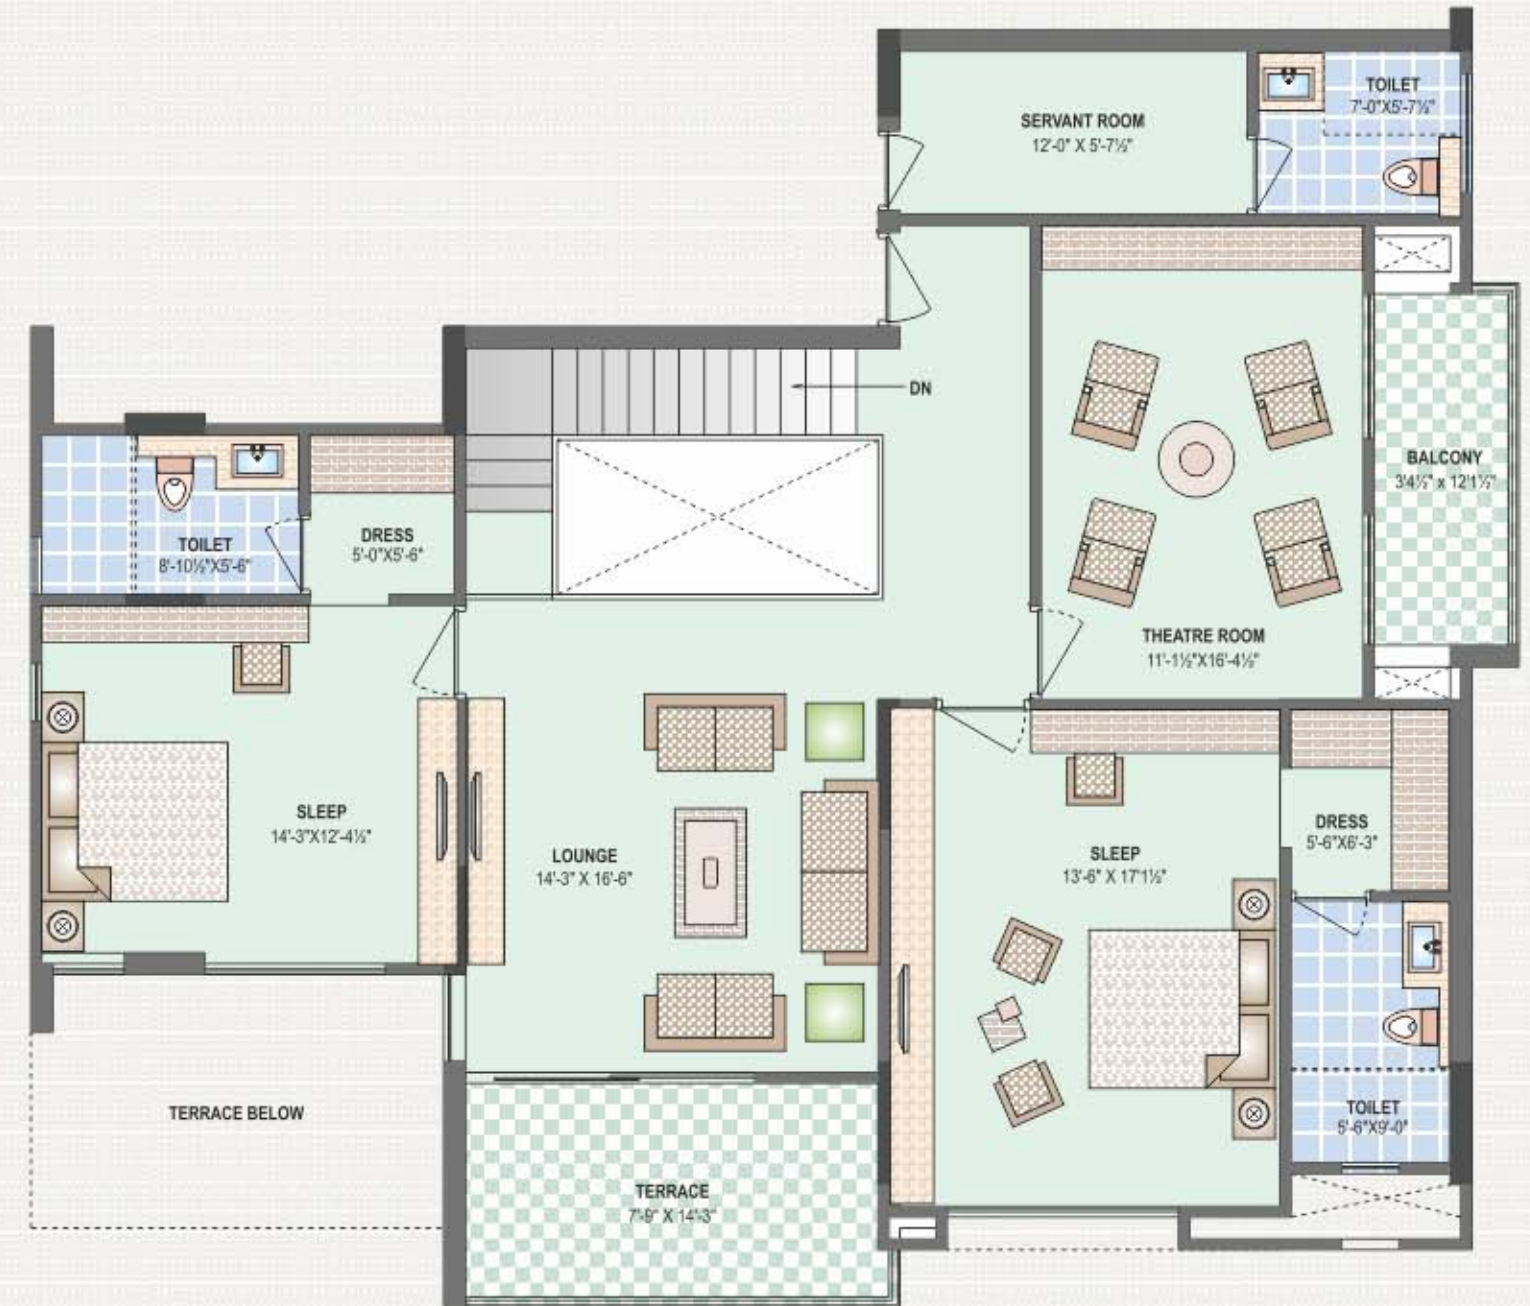 TOILET
7'-0"X5'-7½"
SERVANT ROOM
12'-0" X 5'-7½"
DN
BALCONY
3'4½" x 12'1½"
DRESS
5'-0"X5'-6"
TOILET
8'-10½"X5'-6"
THEATRE ROOM
11'-1½"X16'-4½"
SLEEP
14'-3"X12'-4½"
LOUNGE
14'-3" X 16'-6"
SLEEP
13'-6" X 17'1½"
DRESS
5'-6"X6'-3"
TERRACE BELOW
TOILET
5'-6"X9'-0"
TERRACE
7'-9" X 14'-3"